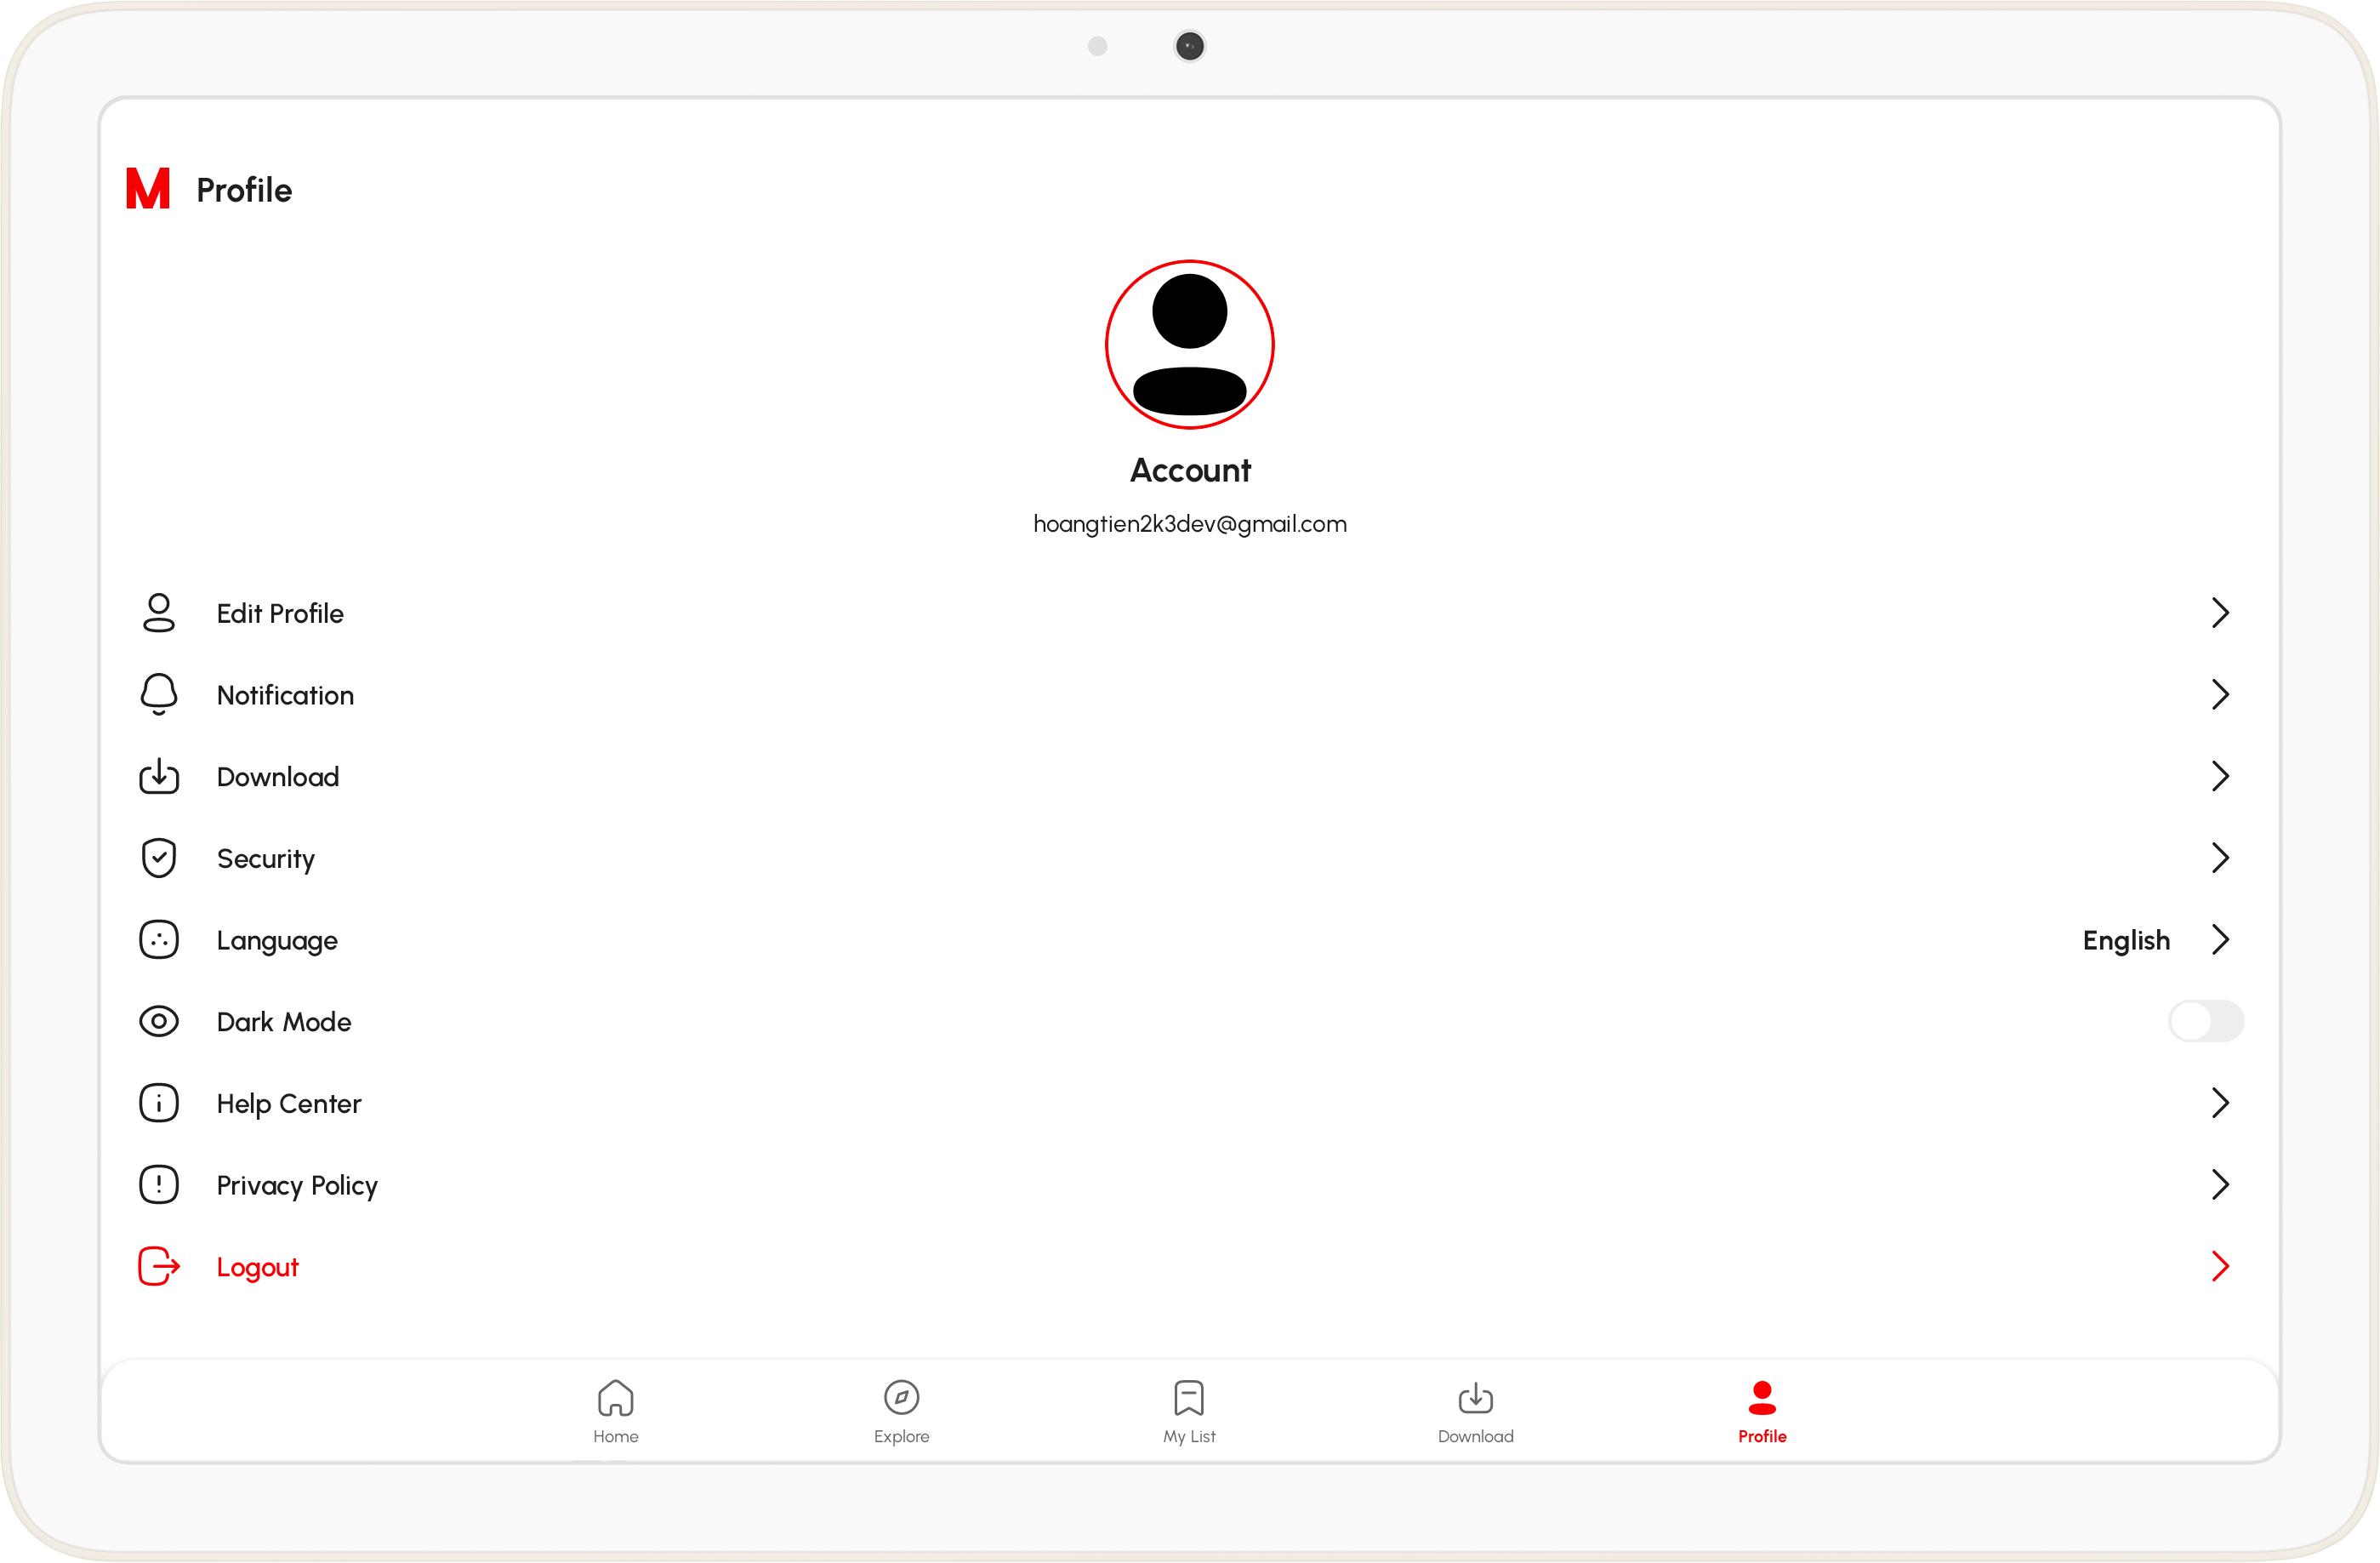 M Profile
Account
hoangtien2k3dev@gmail.com
Edit Profile
Notification
Download
Security
Language English
Dark Mode
Help Center
Privacy Policy
Logout
Home Explore My List Download Profile